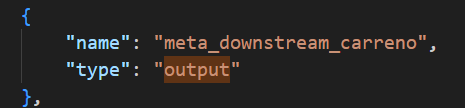 {
"name": "meta_downstream_carreno",
"type": "output"
},